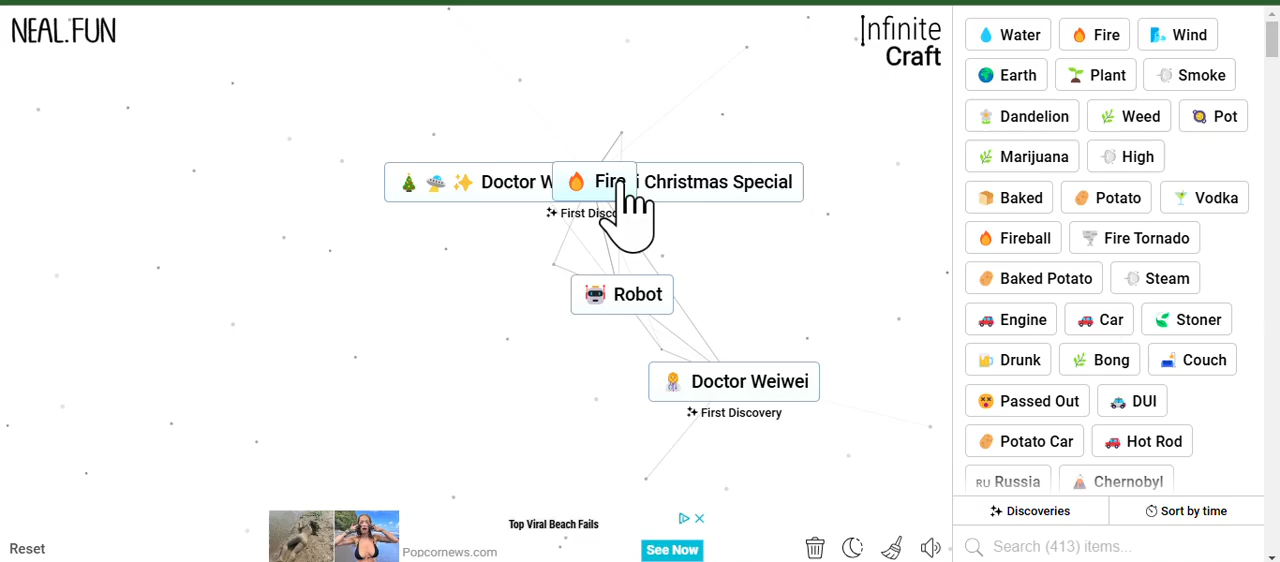 NEAL.FUN
Infinite
Craft
Doctor W
Fire
i Christmas Special
First Disco
Robot
Doctor Weiwei
First Discovery
Water
Fire
Wind
Earth
Plant
Smoke
Dandelion
Weed
Pot
Marijuana
High
Baked
Potato
Vodka
Fireball
Fire Tornado
Baked Potato
Steam
Engine
Car
Stoner
Drunk
Bong
Couch
Passed Out
DUI
Potato Car
Hot Rod
RU Russia
Chernobyl
Discoveries
Sort by time
Search (413) items...
Reset
Top Viral Beach Fails
Popcornews.com
See Now